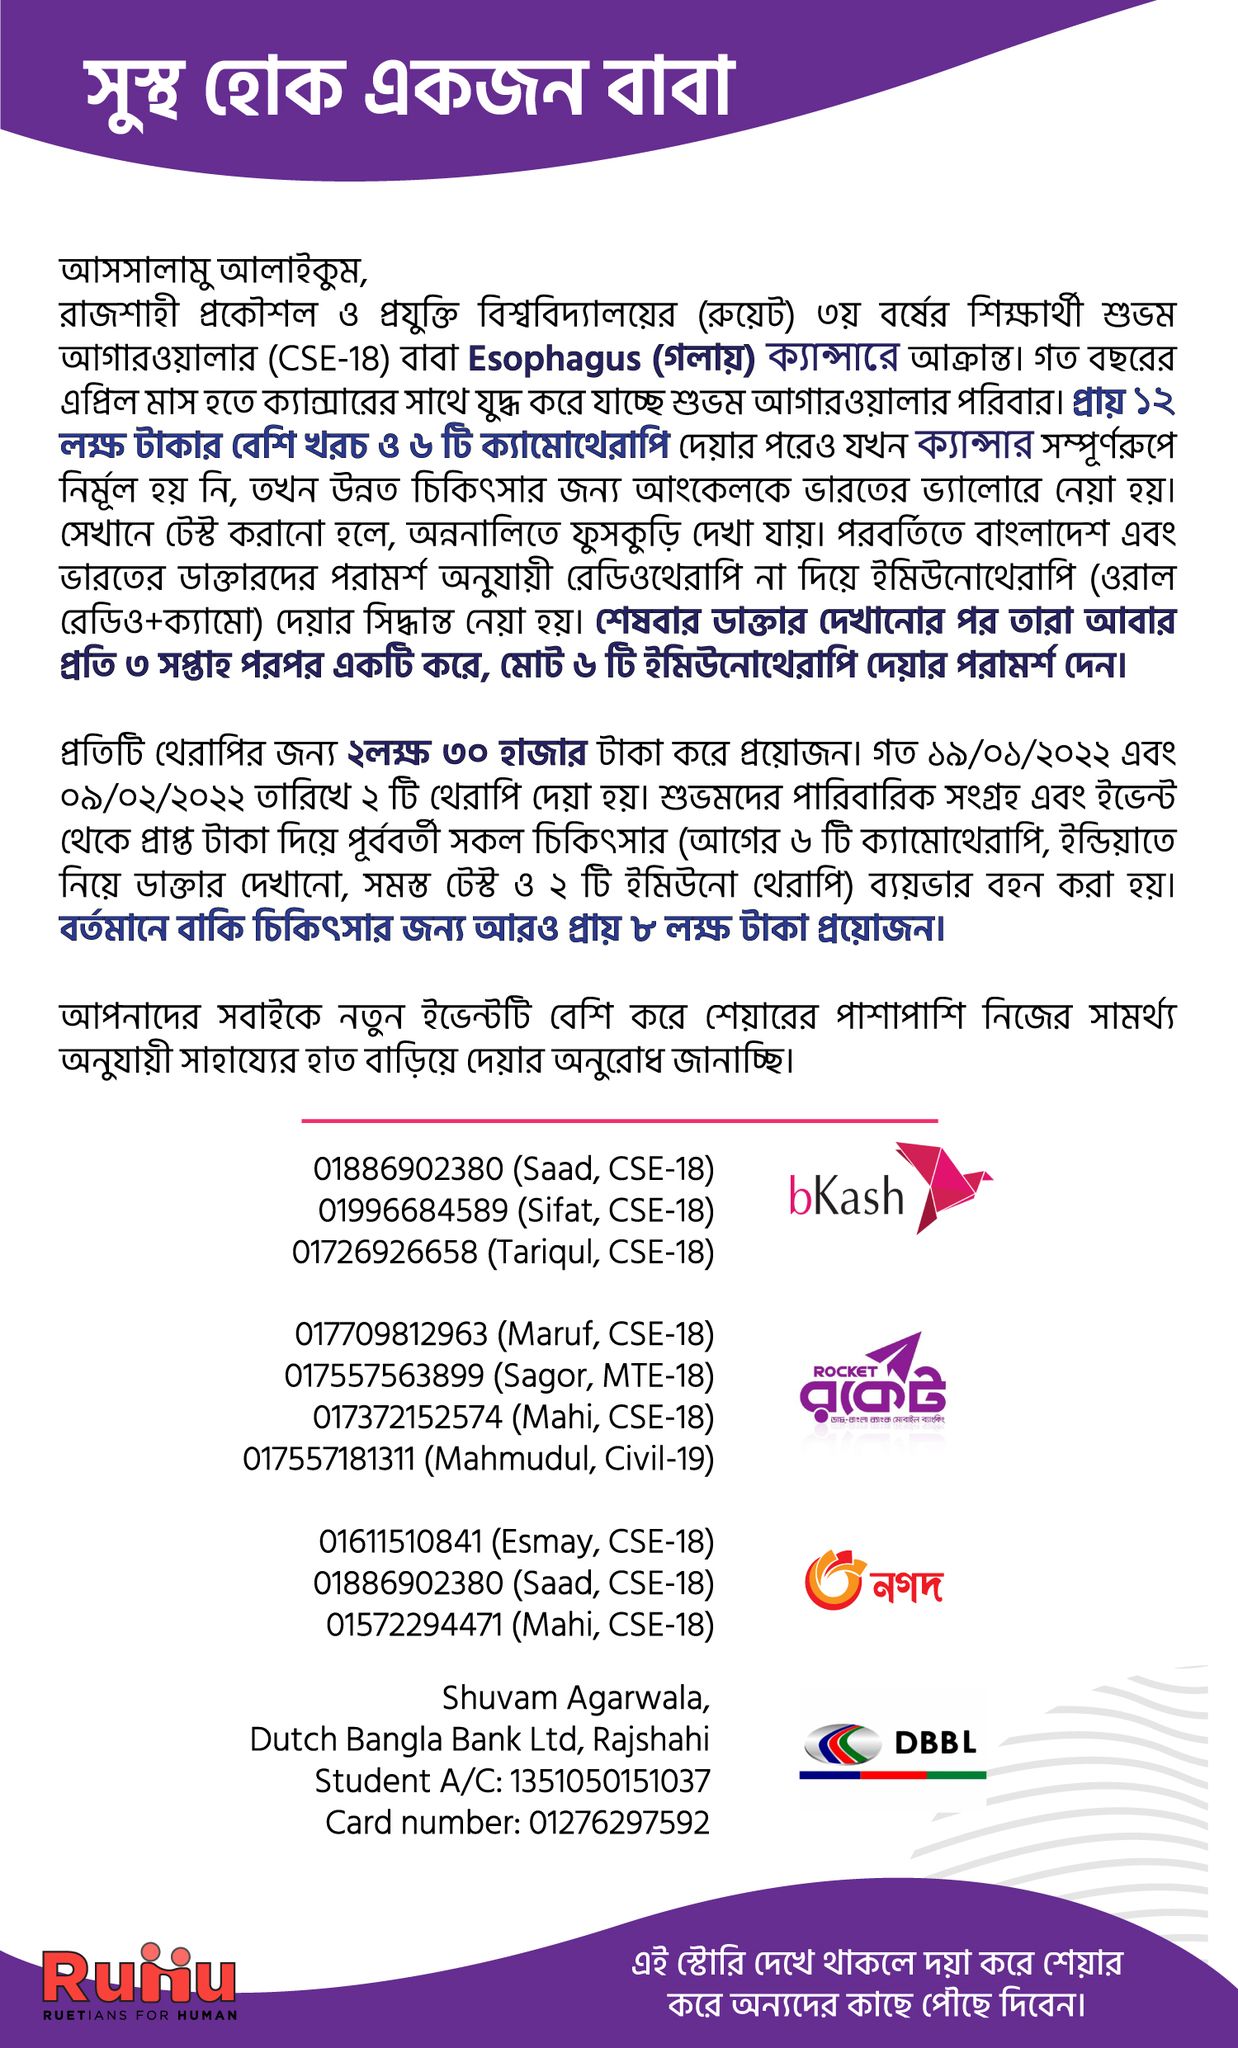 সুস্থ হোক একজন বাবা
আসসালামু আলাইকুম,
রাজশাহী প্রকৌশল ও প্রযুক্তি বিশ্ববিদ্যালয়ের (রুয়েট) ৩য় বর্ষের শিক্ষার্থী শুভম
আগারওয়ালার (CSE-18) বাবা Esophagus (গলায়) ক্যান্সারে আক্রান্ত। গত বছরের
এপ্রিল মাস হতে ক্যান্সারের সাথে যুদ্ধ করে যাচ্ছে শুভম আগারওয়ালার পরিবার। প্রায় ১২
লক্ষ টাকার বেশি খরচ ও ৬ টি ক্যামোথেরাপি দেয়ার পরেও যখন ক্যান্সার সম্পূর্ণরুপে
নির্মূল হয় নি, তখন উন্নত চিকিৎসার জন্য আংকেলকে ভারতের ভ্যালোরে নেয়া হয়।
সেখানে টেস্ট করানো হলে, অন্ননালিতে ফুসকুড়ি দেখা যায়। পরবর্তিতে বাংলাদেশ এবং
ভারতের ডাক্তারদের পরামর্শ অনুযায়ী রেডিওথেরাপি না দিয়ে ইমিউনোথেরাপি (ওরাল
রেডিও+ক্যামো) দেয়ার সিদ্ধান্ত নেয়া হয়। শেষবার ডাক্তার দেখানোর পর তারা আবার
প্রতি ৩ সপ্তাহ পরপর একটি করে, মোট ৬ টি ইমিউনোথেরাপি দেয়ার পরামর্শ দেন।
প্রতিটি থেরাপির জন্য ২লক্ষ ৩০ হাজার টাকা করে প্রয়োজন। গত ১৯/০১/২০২২ এবং
০৯/০২/২০২২ তারিখে ২ টি থেরাপি দেয়া হয়। শুভমদের পারিবারিক সংগ্রহ এবং ইভেন্ট
থেকে প্রাপ্ত টাকা দিয়ে পূর্ববর্তী সকল চিকিৎসার (আগের ৬ টি ক্যামোথেরাপি, ইন্ডিয়াতে
নিয়ে ডাক্তার দেখানো, সমস্ত টেস্ট ও ২ টি ইমিউনো থেরাপি) ব্যয়ভার বহন করা হয়।
বর্তমানে বাকি চিকিৎসার জন্য আরও প্রায় ৮ লক্ষ টাকা প্রয়োজন।
আপনাদের সবাইকে নতুন ইভেন্টটি বেশি করে শেয়ারের পাশাপাশি নিজের সামর্থ্য
অনুযায়ী সাহায্যের হাত বাড়িয়ে দেয়ার অনুরোধ জানাচ্ছি।
01886902380 (Saad, CSE-18)
01996684589 (Sifat, CSE-18)
01726926658 (Tariqul, CSE-18)
bKash
017709812963 (Maruf, CSE-18)
017557563899 (Sagor, MTE-18)
017372152574 (Mahi, CSE-18)
017557181311 (Mahmudul, Civil-19)
ROCKET
রকেট
ডাচ্-বাংলা ব্যাংক মোবাইল ব্যাংকিং
01611510841 (Esmay, CSE-18)
01886902380 (Saad, CSE-18)
01572294471 (Mahi, CSE-18)
নগদ
Shuvam Agarwala,
Dutch Bangla Bank Ltd, Rajshahi
Student A/C: 1351050151037
Card number: 01276297592
DBBL
RuHu
RUETIANS FOR HUMAN
এই স্টোরি দেখে থাকলে দয়া করে শেয়ার
করে অন্যদের কাছে পৌছে দিবেন।